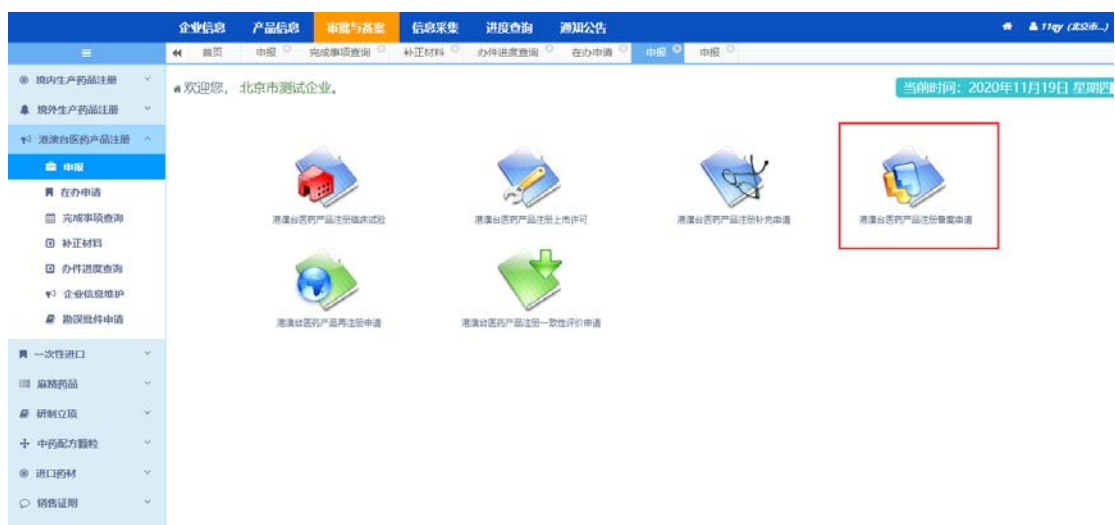 企业信息 产品信息 审批与备案 信息采集 进度查询 通知公告 11qy (北京市...)
首页 申报 完成事项查询 补正材料 办件进度查询 在办申请 申报 申报
境内生产药品注册
境外生产药品注册
港澳台医药产品注册
申报
在办申请
完成事项查询
补正材料
办件进度查询
企业信息维护
勘误批件申请
一次性进口
麻精药品
研制立项
中药配方颗粒
进口药材
销售证明
欢迎您, 北京市测试企业。
当前时间: 2020年11月19日 星期四
港澳台医药产品注册临床试验
港澳台医药产品注册上市许可
港澳台医药产品注册补充申请
港澳台医药产品注册备案申请
港澳台医药产品再注册申请
港澳台医药产品注册一致性评价申请